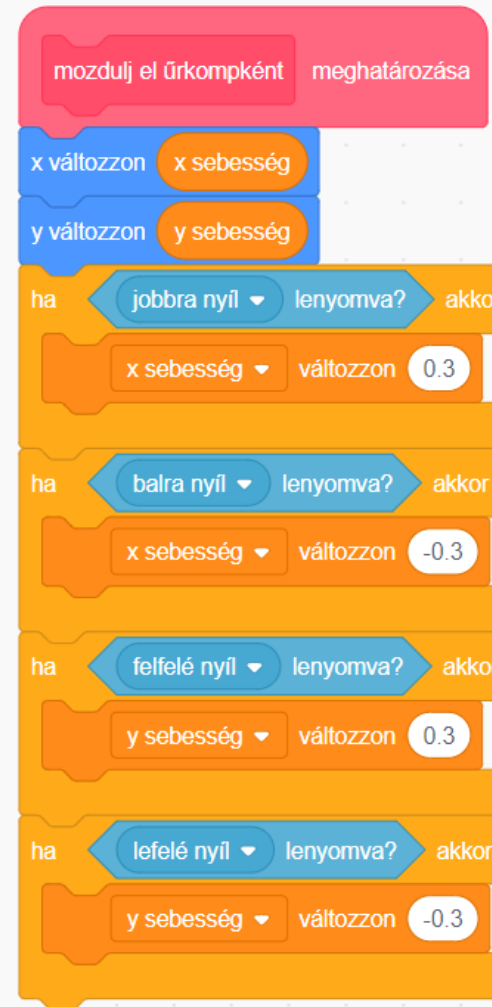 mozdulj el űrkompként meghatározása
x változzon x sebesség
y változzon y sebesség
ha jobbra nyíl lenyomva? akko
x sebesség változzon 0.3
ha balra nyíl lenyomva? akkor
x sebesség változzon -0.3
ha felfelé nyíl lenyomva? akko
y sebesség változzon 0.3
ha lefelé nyíl lenyomva? akkor
y sebesség változzon -0.3